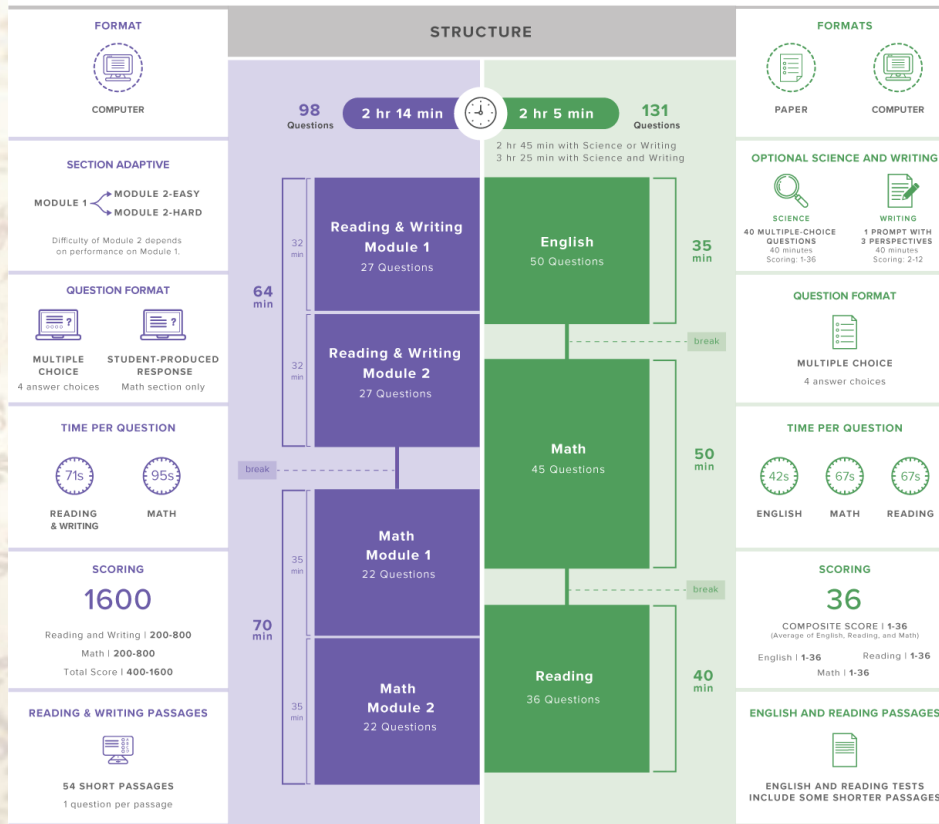 STRUCTURE
FORMAT
COMPUTER
SECTION ADAPTIVE
MODULE 1
MODULE 2-EASY
MODULE 2-HARD
Difficulty of Module 2 depends
on performance on Module 1.
QUESTION FORMAT
?
?
MULTIPLE
CHOICE
4 answer choices
STUDENT-PRODUCED
RESPONSE
Math section only
TIME PER QUESTION
71s
READING
& WRITING
95s
MATH
SCORING
1600
Reading and Writing | 200-800
Math | 200-800
Total Score | 400-1600
READING & WRITING PASSAGES
54 SHORT PASSAGES
1 question per passage
98
Questions
2 hr 14 min
64
min
32
min
Reading & Writing
Module 1
27 Questions
32
min
Reading & Writing
Module 2
27 Questions
break
70
min
35
min
Math
Module 1
22 Questions
35
min
Math
Module 2
22 Questions
2 hr 5 min
131
Questions
2 hr 45 min with Science or Writing
3 hr 25 min with Science and Writing
English
50 Questions
35
min
break
Math
45 Questions
50
min
break
Reading
36 Questions
40
min
FORMATS
PAPER
COMPUTER
OPTIONAL SCIENCE AND WRITING
SCIENCE
40 MULTIPLE-CHOICE
QUESTIONS
40 minutes
Scoring: 1-36
WRITING
1 PROMPT WITH
3 PERSPECTIVES
40 minutes
Scoring: 2-12
QUESTION FORMAT
MULTIPLE CHOICE
4 answer choices
TIME PER QUESTION
42s
ENGLISH
67s
MATH
67s
READING
SCORING
36
COMPOSITE SCORE | 1-36
(Average of English, Reading, and Math)
English | 1-36
Reading | 1-36
Math | 1-36
ENGLISH AND READING PASSAGES
ENGLISH AND READING TESTS
INCLUDE SOME SHORTER PASSAGES